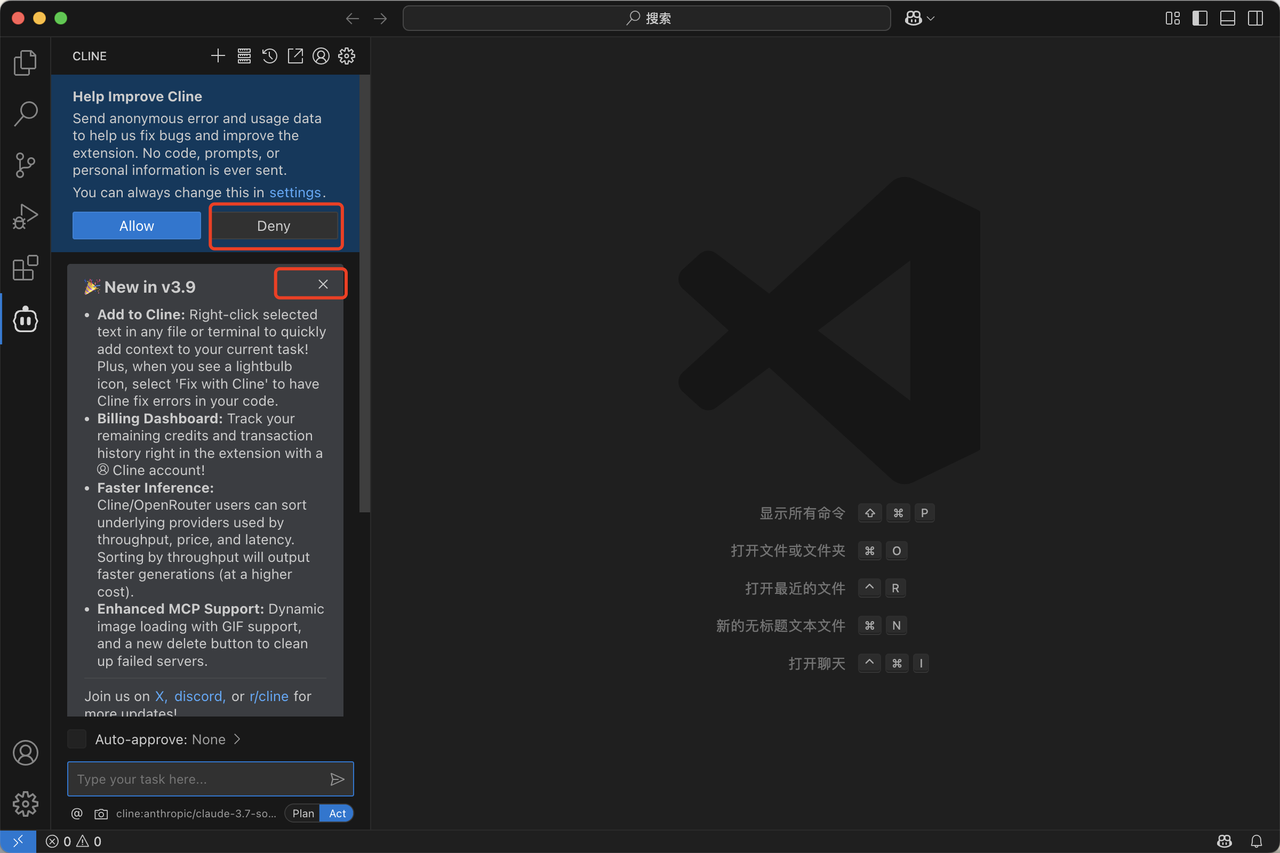 搜索
CLINE
Help Improve Cline
Send anonymous error and usage data
to help us fix bugs and improve the
extension. No code, prompts, or
personal information is ever sent.
You can always change this in settings.
Allow
Deny
🎉 New in v3.9
• Add to Cline: Right-click selected
text in any file or terminal to quickly
add context to your current task!
Plus, when you see a lightbulb
icon, select 'Fix with Cline' to have
Cline fix errors in your code.
• Billing Dashboard: Track your
remaining credits and transaction
history right in the extension with a
Cline account!
• Faster Inference:
Cline/OpenRouter users can sort
underlying providers used by
throughput, price, and latency.
Sorting by throughput will output
faster generations (at a higher
cost).
• Enhanced MCP Support: Dynamic
image loading with GIF support,
and a new delete button to clean
up failed servers.
Join us on X, discord, or r/cline for
more updates!
Auto-approve: None
Type your task here...
@ cline:anthropic/claude-3.7-so...
Plan Act
0 0
显示所有命令 ⇧ ⌘ P
打开文件或文件夹 ⌘ O
打开最近的文件 ^ R
新的无标题文本文件 ⌘ N
打开聊天 ^ ⌘ I